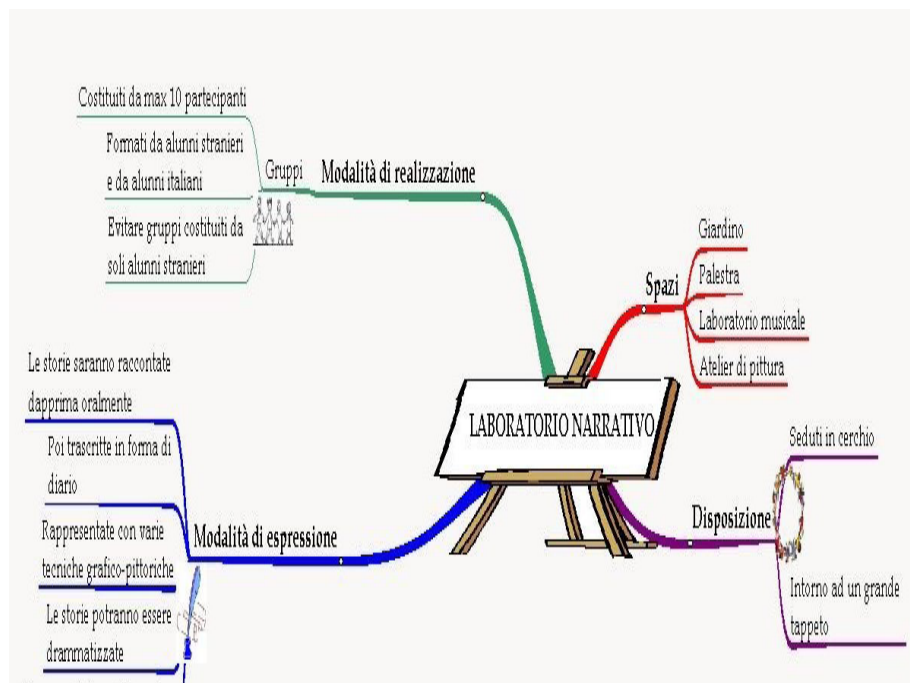 Costituiti da max 10 partecipanti
Formati da alunni stranieri
e da alunni italiani
Evitare gruppi costituiti da
soli alunni stranieri
Gruppi
Modalità di realizzazione
Spazi
Giardino
Palestra
Laboratorio musicale
Atelier di pittura
LABORATORIO NARRATIVO
Le storie saranno raccontate
dapprima oralmente
Poi trascritte in forma di
diario
Rappresentate con varie
tecniche grafico-pittoriche
Le storie potranno essere
drammatizzate
Modalità di espressione
Disposizione
Seduti in cerchio
Intorno ad un grande
tappeto